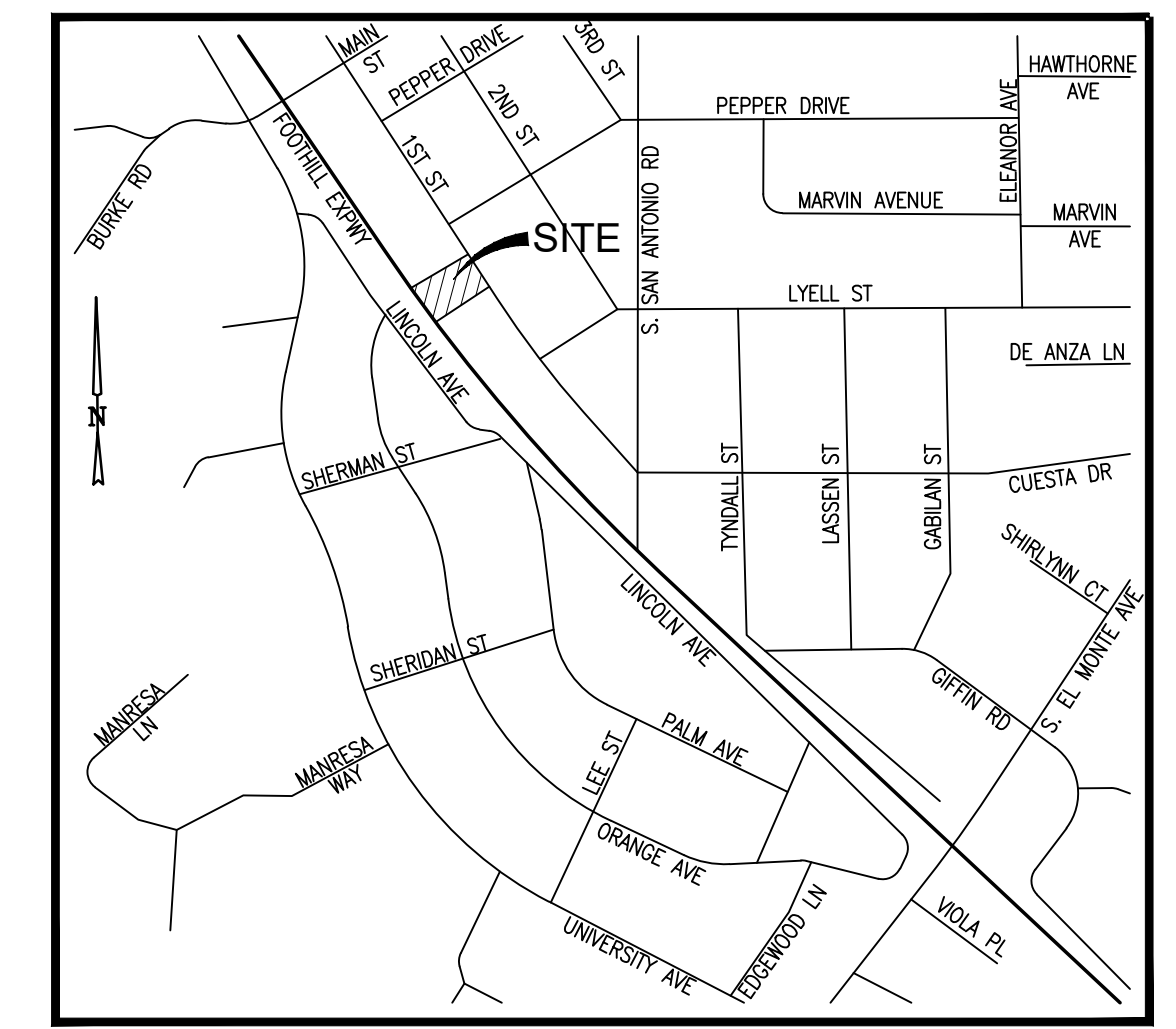 MAIN
ST
PEPPER DRIVE
3RD ST
HAWTHORNE
AVE
2ND ST
PEPPER DRIVE
ELEANOR AVE
FOOTHILL EXPWY
1ST ST
BURKE RD
S. SAN ANTONIO RD
MARVIN AVENUE
MARVIN
AVE
SITE
LYELL ST
LINCOLN AVE
DE ANZA LN
N
SHERMAN ST
TYNDALL ST
LASSEN ST
GABILAN ST
CUESTA DR
SHIRLYNN CT
LINCOLN AVE
S. EL MONTE AVE
SHERIDAN ST
GIFFIN RD
MANRESA
LN
MANRESA
WAY
LEE ST
PALM AVE
ORANGE AVE
EDGEWOOD LN
VIOLA PL
UNIVERSITY AVE